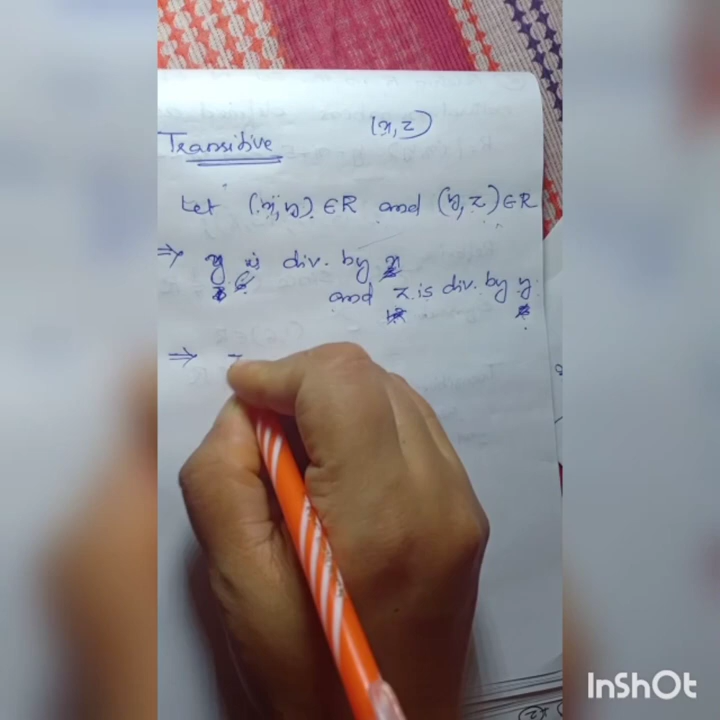 (x, z)
Transitive
Let (x, y) ∈ R and (y, z) ∈ R
⇒ y is div. by x
and z is div. by y
⇒ z
InShOt